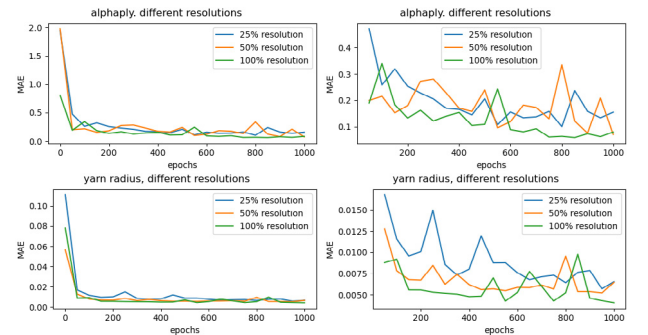 alphaply. different resolutions
2.0
1.5
1.0
0.5
0.0
MAE
25% resolution
50% resolution
100% resolution
0 200 400 600 800 1000
epochs
alphaply. different resolutions
0.4
0.3
0.2
0.1
MAE
25% resolution
50% resolution
100% resolution
200 400 600 800 1000
epochs
yarn radius, different resolutions
0.10
0.08
0.06
0.04
0.02
0.00
MAE
25% resolution
50% resolution
100% resolution
0 200 400 600 800 1000
epochs
yarn radius, different resolutions
0.0150
0.0125
0.0100
0.0075
0.0050
MAE
25% resolution
50% resolution
100% resolution
200 400 600 800 1000
epochs